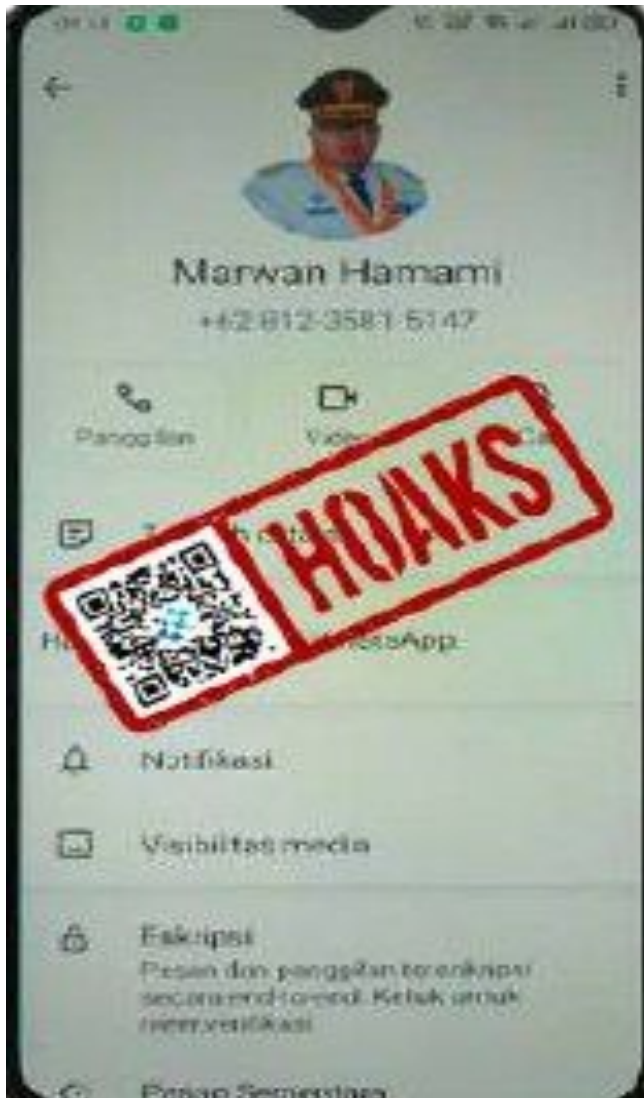 Marwan Hamami
+62 812-3581-5147
Panggilan
HOAKS
WhatsApp.
Notifikasi
Visibilitas media
Enkripsi
Pesan dan panggilan terenkripsi
secara end-to-end. Ketuk untuk
memverifikasi.
Pesan Sementara